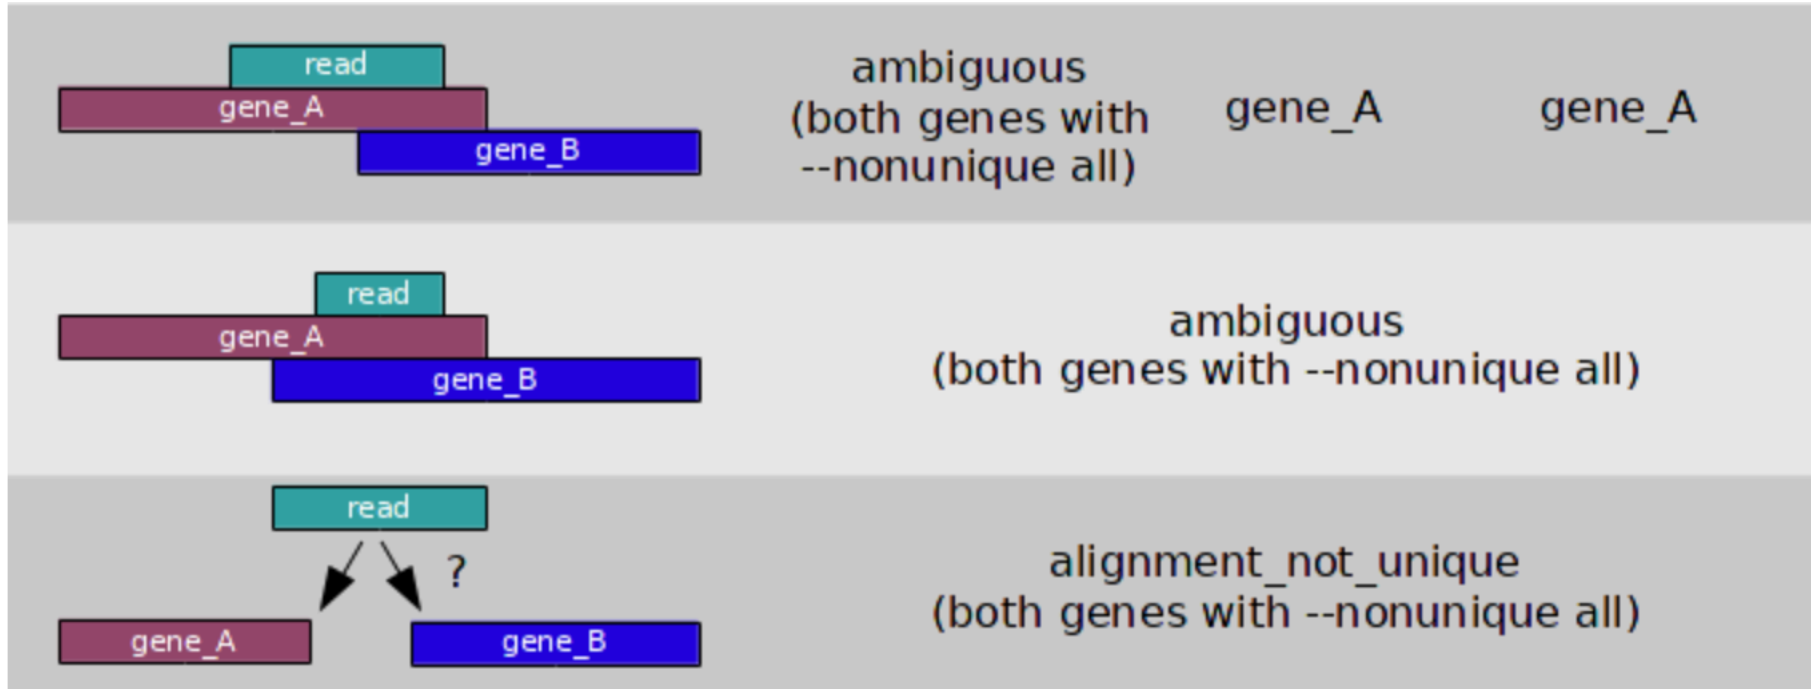 read
gene_A
gene_B
ambiguous
(both genes with
--nonunique all)
gene_A
gene_A
read
gene_A
gene_B
ambiguous
(both genes with --nonunique all)
read
?
gene_A
gene_B
alignment_not_unique
(both genes with --nonunique all)